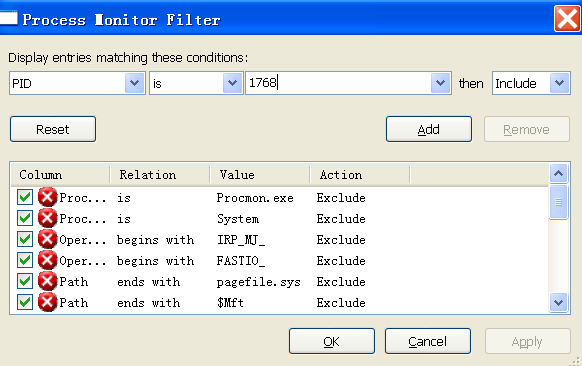 Process Monitor Filter
Display entries matching these conditions:
PID is 1768 then Include
Reset Add Remove
Column Relation Value Action
Proc... is Procmon.exe Exclude
Proc... is System Exclude
Oper... begins with IRP_MJ_ Exclude
Oper... begins with FASTIO_ Exclude
Path ends with pagefile.sys Exclude
Path ends with $Mft Exclude
OK Cancel Apply